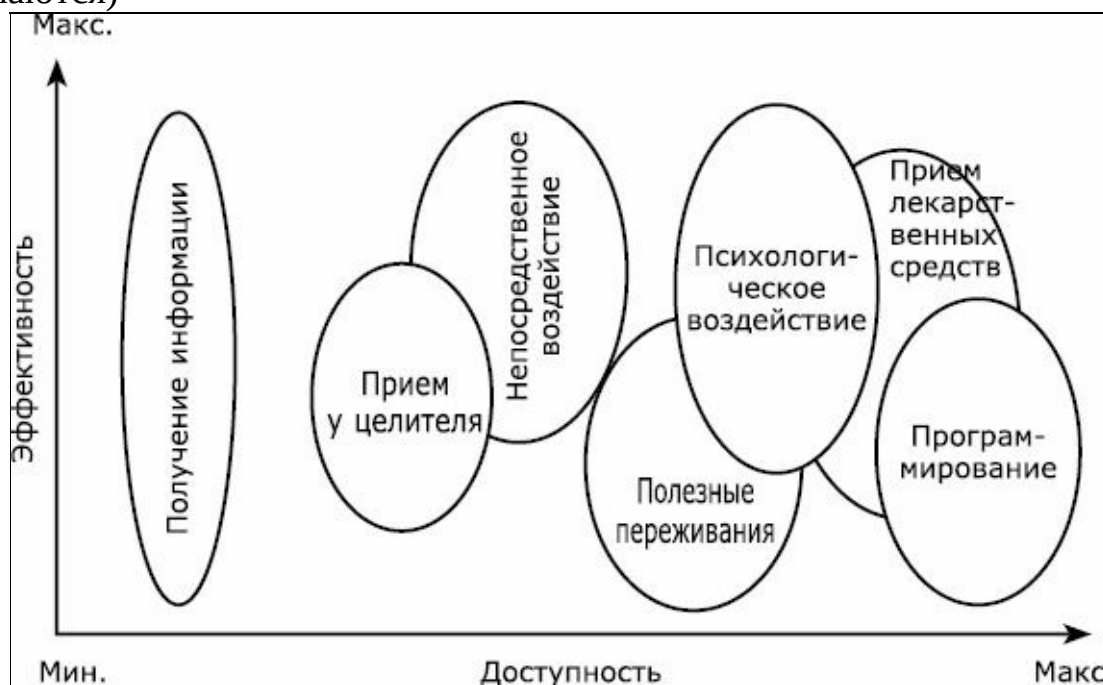 аются)
Макс.
Эффективность
Получение информации
Прием
у целителя
Непосредственное
воздействие
Полезные
переживания
Психологи-
ческое
воздействие
Прием
лекарст-
венных
средств
Програм-
мирование
Мин.
Доступность
Макс